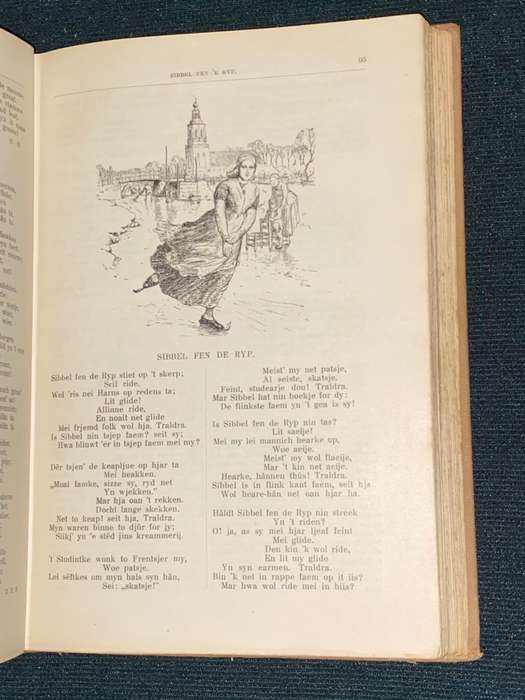 SIBBEL FEN 'E RYP.
95
SIBBEL FEN DE RYP.
Sibbel fen de Ryp stiet op 't skerp;
Scil ride.
Wol 'ris nei Harns op redens ta;
Lit glide!
Allinne ride,
En noait net glide
Mei frjemd folk wol hja. Traldra.
Is Sibbel nin tsjep faem? seit sy;
Hwa bliuwt 'er in tsjep faem mei my?
Dêr tsjen' de keapljue op hjar ta
Mei heakken,
„Moai famke, sizze sy, ryd net
Yn wjekken."
Mar hja oan 't rekken.
Docht lange skekken.
Net to keap! seit hja, Traldra.
Myn waren binne to djûr for jy;
Sükj' yn 'e stêd jins kreammerij.
't Studintke wonk to Frentsjer my,
Woe patsje.
Lei sêftkes om myn hals syn hân,
Sei: „skatsje!"
Meist' my net patsje,
Al seiste, skatsje.
Feint, studearje dou! Traldra.
Mar Sibbel hat nin boekje for dy:
De flinkste faem yn 't gea is sy!
Is Sibbel fen de Ryp nin tas?
Lit saeije!
Mei my lei mannich hearke op,
Woe aeije.
Meist' my wol flaeije,
Mar 't kin net aeije.
Hearke, hânnen thûs! Traldra.
Sibbel is in flink kant faem, seit hja
Wol heare-hân net oan hjar ha.
Hâldt Sibbel fen de Ryp nin streek
Yn 't riden?
O! ja, as sy mei hjar ljeaf feint
Mei glide.
Den kin 'k wol ride,
En lit my glide
Yn syn earmen. Traldra.
Bin 'k net in rappe faem op it iis?
Mar hwa wol ride mei in biis?